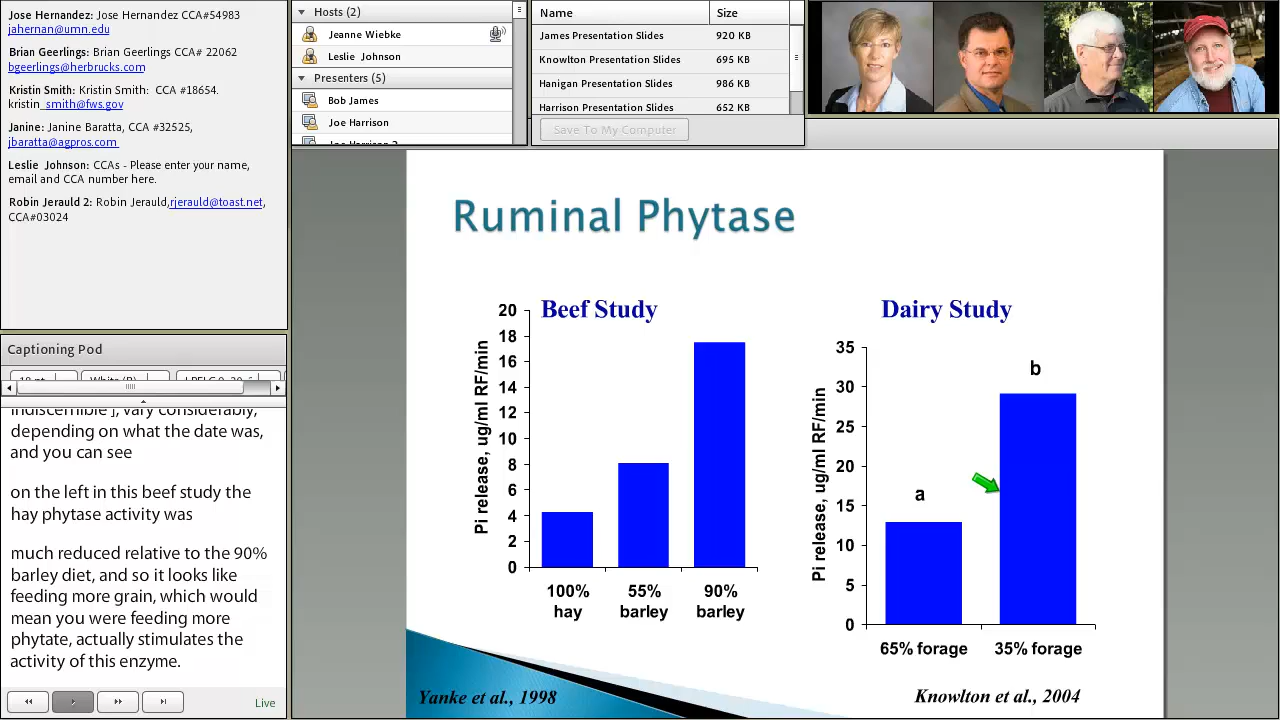 Jose Hernandez: Jose Hernandez CCA#54983
jahernan@umn.edu
Brian Geerlings: Brian Geerlings CCA# 22062
bgeerlings@herbrucks.com
Kristin Smith: Kristin Smith:  CCA #18654.
kristin_smith@fws.gov
Janine: Janine Baratta, CCA #32525,
jbaratta@agpros.com
Leslie Johnson: CCAs - Please enter your name,
email and CCA number here.
Robin Jerauld 2: Robin Jerauld,rjerauld@toast.net,
CCA#03024
Captioning Pod
indiscernible ], vary considerably,
depending on what the date was,
and you can see
on the left in this beef study the
hay phytase activity was
much reduced relative to the 90%
barley diet, and so it looks like
feeding more grain, which would
mean you were feeding more
phytate, actually stimulates the
activity of this enzyme.
Live
Hosts (2)
Jeanne Wiebke
Leslie Johnson
Presenters (5)
Bob James
Joe Harrison
Joe Harrison 2
Name Size
James Presentation Slides 920 KB
Knowlton Presentation Slides 695 KB
Hanigan Presentation Slides 986 KB
Harrison Presentation Slides 652 KB
Save To My Computer
Ruminal Phytase
Beef Study
Pi release, ug/ml RF/min
20
18
16
14
12
10
8
6
4
2
0
100% hay
55% barley
90% barley
Yanke et al., 1998
Dairy Study
Pi release, ug/ml RF/min
35
30
25
20
15
10
5
0
a
b
65% forage
35% forage
Knowlton et al., 2004